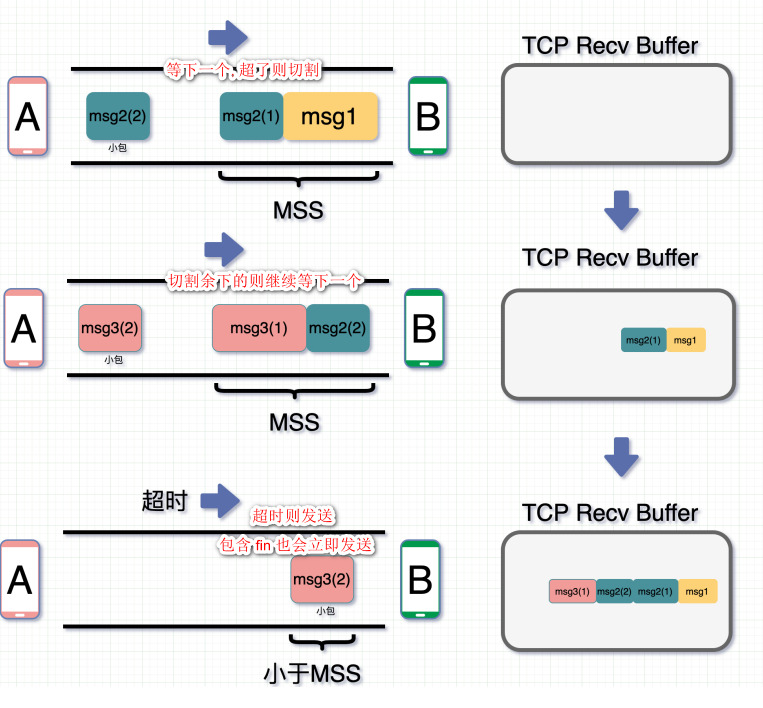 TCP Recv Buffer
等下一个, 超了则切割
A
msg2(2)
小包
msg2(1)
msg1
B
MSS
TCP Recv Buffer
切割余下的则继续等下一个
A
msg3(2)
小包
msg3(1)
msg2(2)
B
msg2(1)
msg1
MSS
超时
超时则发送
TCP Recv Buffer
包含 fin 也会立即发送
A
msg3(2)
小包
B
msg3(1)
msg2(2)
msg2(1)
msg1
小于MSS